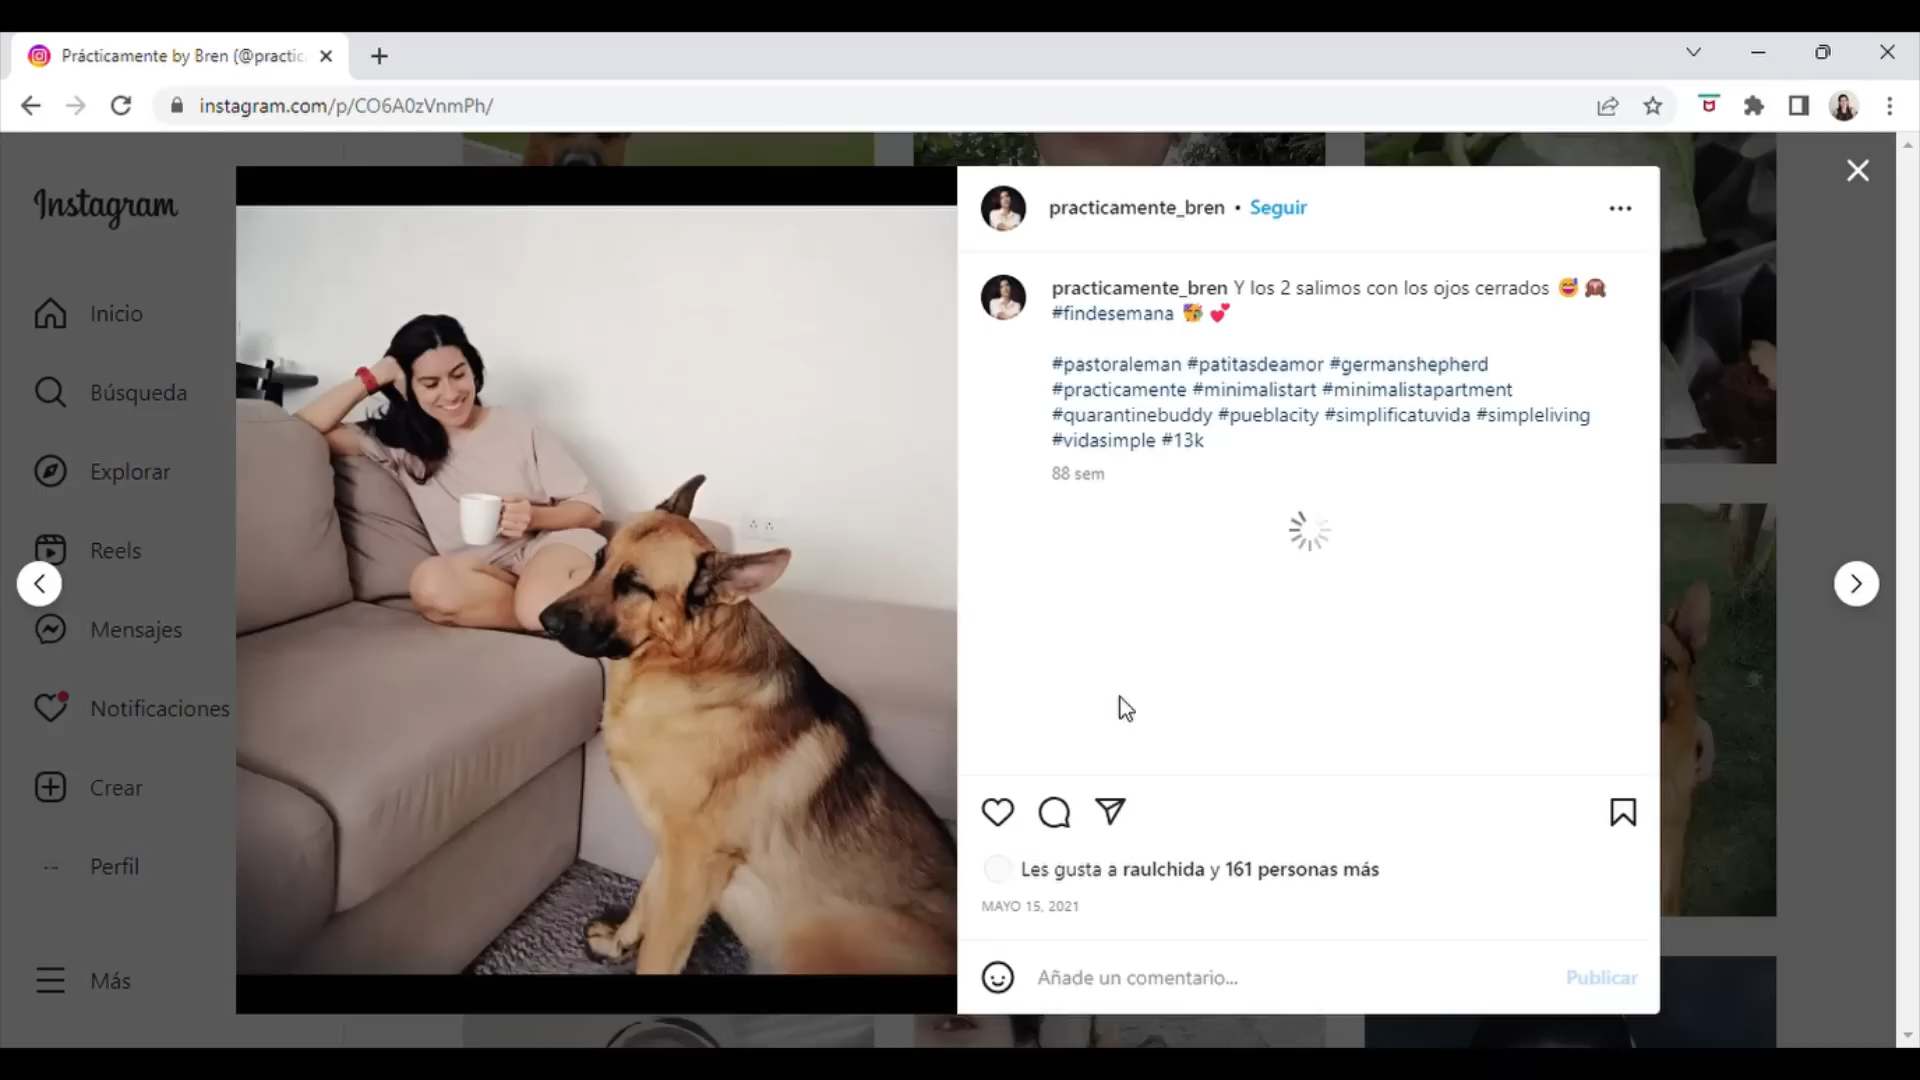 Prácticamente by Bren (@practic
instagram.com/p/CO6A0zVnmPh/
Instagram
Inicio
Búsqueda
Explorar
Reels
Mensajes
Notificaciones
Crear
Perfil
Más
practicamente_bren • Seguir
practicamente_bren Y los 2 salimos con los ojos cerrados 😅 🙈
#findesemana 🥳 💕
#pastoraleman #patitasdeamor #germanshepherd
#practicamente #minimalistart #minimalistapartment
#quarantinebuddy #pueblacity #simplificatuvida #simpleliving
#vidasimple #13k
88 sem
Les gusta a raulchida y 161 personas más
MAYO 15, 2021
Añade un comentario...
Publicar